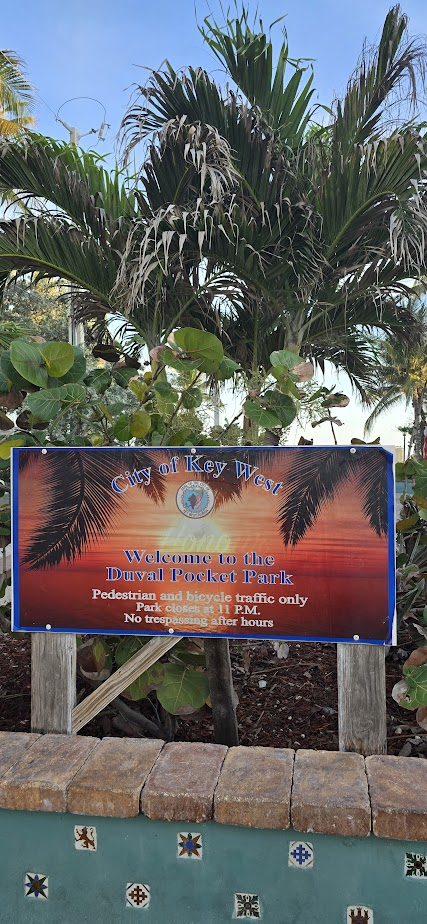 City of Key West
Welcome to the
Duval Pocket Park
Pedestrian and bicycle traffic only
Park closes at 11 P.M.
No trespassing after hours